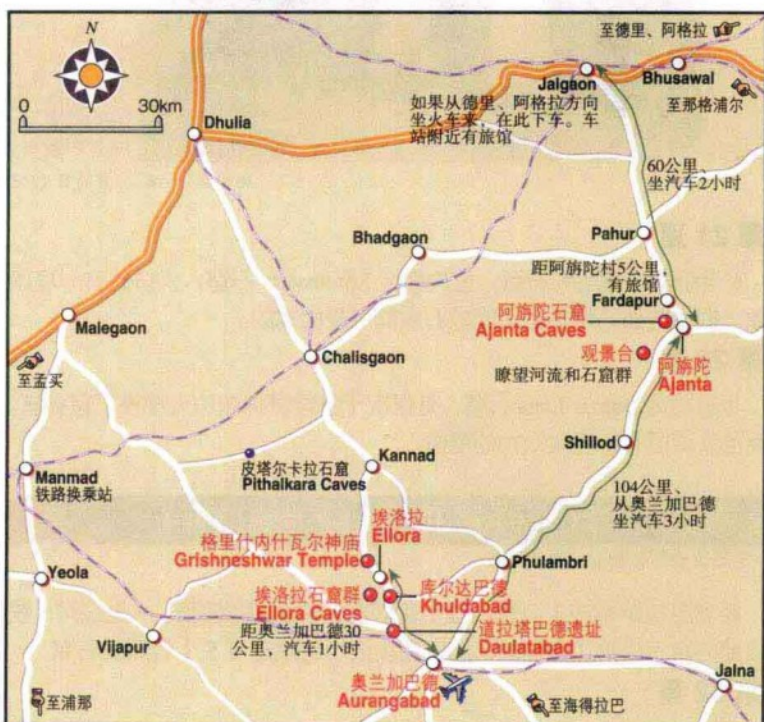 N
至德里、阿格拉
0 30km
Jalgaon
Bhusawal
至那格浦尔
如果从德里、阿格拉方向
坐火车来，在此下车。车
站附近有旅馆
Dhulia
60公里、
坐汽车2小时
Pahur
Bhadgaon
距阿旃陀村5公里，
有旅馆
Fardapur
阿旃陀石窟
Ajanta Caves
Malegaon
至孟买
Chalisgaon
观景台
瞭望河流和石窟群
阿旃陀
Ajanta
Shillod
Kannad
皮塔尔卡拉石窟
Pithalkara Caves
Manmad
铁路换乘站
104公里、
从奥兰加巴德
坐汽车3小时
埃洛拉
Ellora
格里什内什瓦尔神庙
Grishneshwar Temple
Phulambri
Yeola
埃洛拉石窟群
Ellora Caves
库尔达巴德
Khuldabad
距奥兰加巴德30
公里，汽车1小时
道拉塔巴德遗址
Daulatabad
Vijapur
奥兰加巴德
Aurangabad
Jalna
至浦那
至海得拉巴